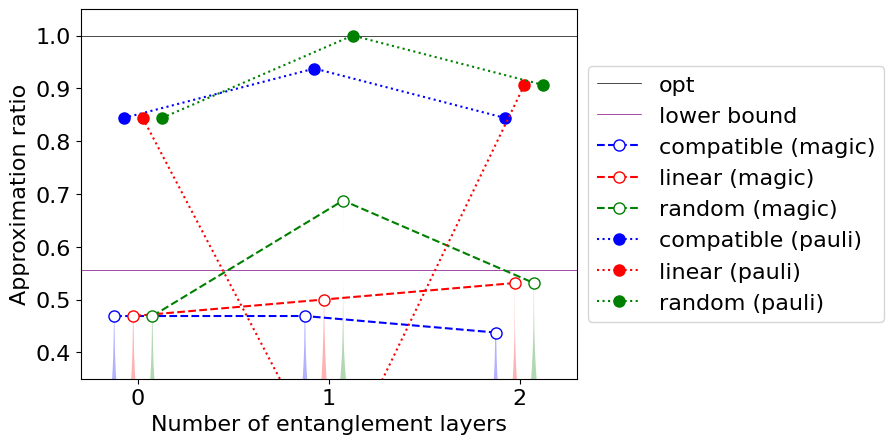 1.0
0.9
0.8
0.7
0.6
0.5
0.4
Approximation ratio
0
1
2
Number of entanglement layers
opt
lower bound
compatible (magic)
linear (magic)
random (magic)
compatible (pauli)
linear (pauli)
random (pauli)